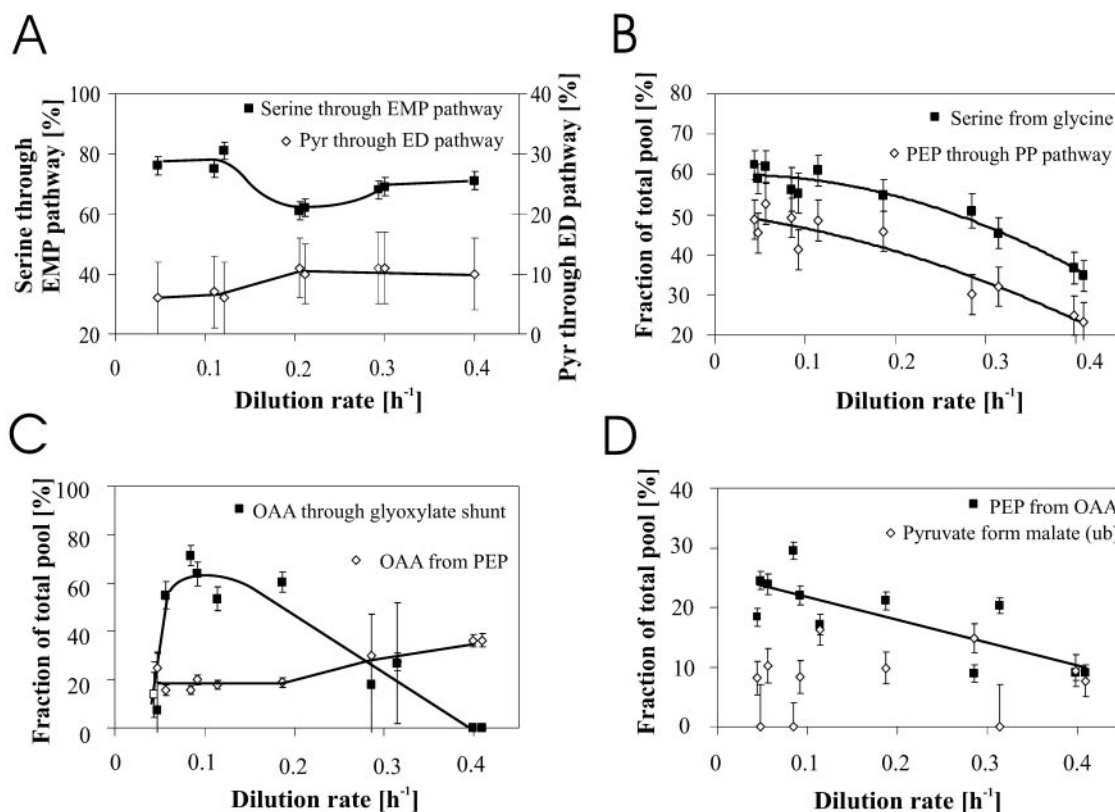 A
Serine through
EMP pathway [%]
100
80
60
40
20
■ Serine through EMP pathway
◇ Pyr through ED pathway
40
30
20
10
0
Pyr through ED pathway [%]
0 0.1 0.2 0.3 0.4
Dilution rate [h⁻¹]
B
Fraction of total pool [%]
80
70
60
50
40
30
20
■ Serine from glycine
◇ PEP through PP pathway
0 0.1 0.2 0.3 0.4
Dilution rate [h⁻¹]
C
Fraction of total pool [%]
100
80
60
40
20
0
■ OAA through glyoxylate shunt
◇ OAA from PEP
0 0.1 0.2 0.3 0.4
Dilution rate [h⁻¹]
D
Fraction of total pool [%]
40
30
20
10
0
■ PEP from OAA
◇ Pyruvate form malate (ub)
0 0.1 0.2 0.3 0.4
Dilution rate [h⁻¹]